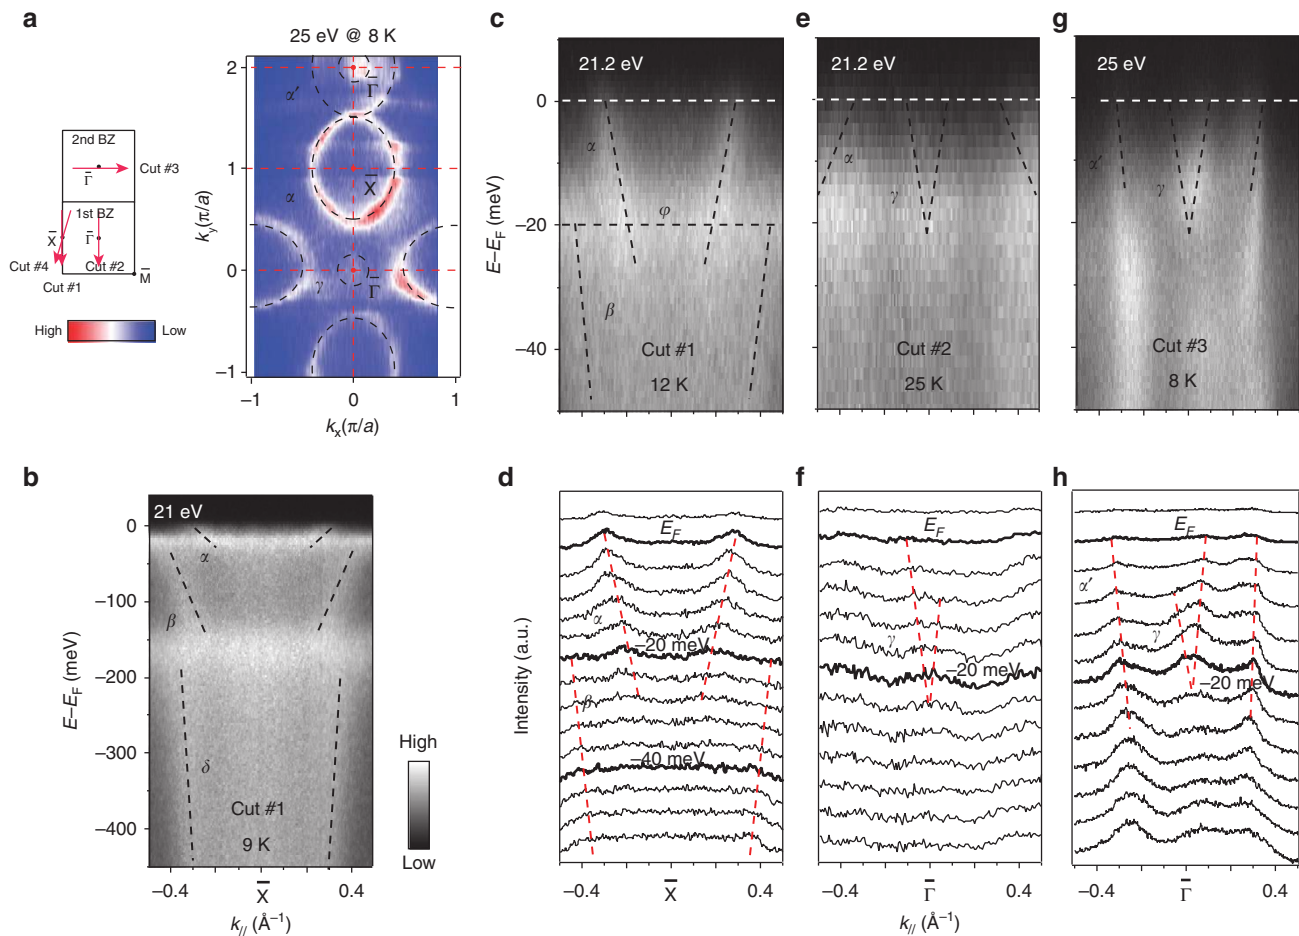 a
25 eV @ 8 K
2nd BZ
Γ̅
Cut #3
1st BZ
X̅
Γ̅
Cut #4
Cut #2
M̅
Cut #1
High
Low
2
1
0
−1
k_y(π/a)
α′
Γ̅
X̅
α
γ
Γ̅
−1
0
1
k_x(π/a)
b
21 eV
0
−100
−200
−300
−400
E−E_F (meV)
α
β
δ
Cut #1
9 K
−0.4
X̅
0.4
k_// (Å⁻¹)
High
Low
c
21.2 eV
0
−20
−40
E−E_F (meV)
α
φ
β
Cut #1
12 K
d
E_F
α
−20 meV
β
−40 meV
Intensity (a.u.)
−0.4
X̅
0.4
e
21.2 eV
α
γ
Cut #2
25 K
f
E_F
γ
−20 meV
−0.4
Γ̅
0.4
k_// (Å⁻¹)
g
25 eV
α′
γ
Cut #3
8 K
h
E_F
α′
γ
−20 meV
−0.4
Γ̅
0.4